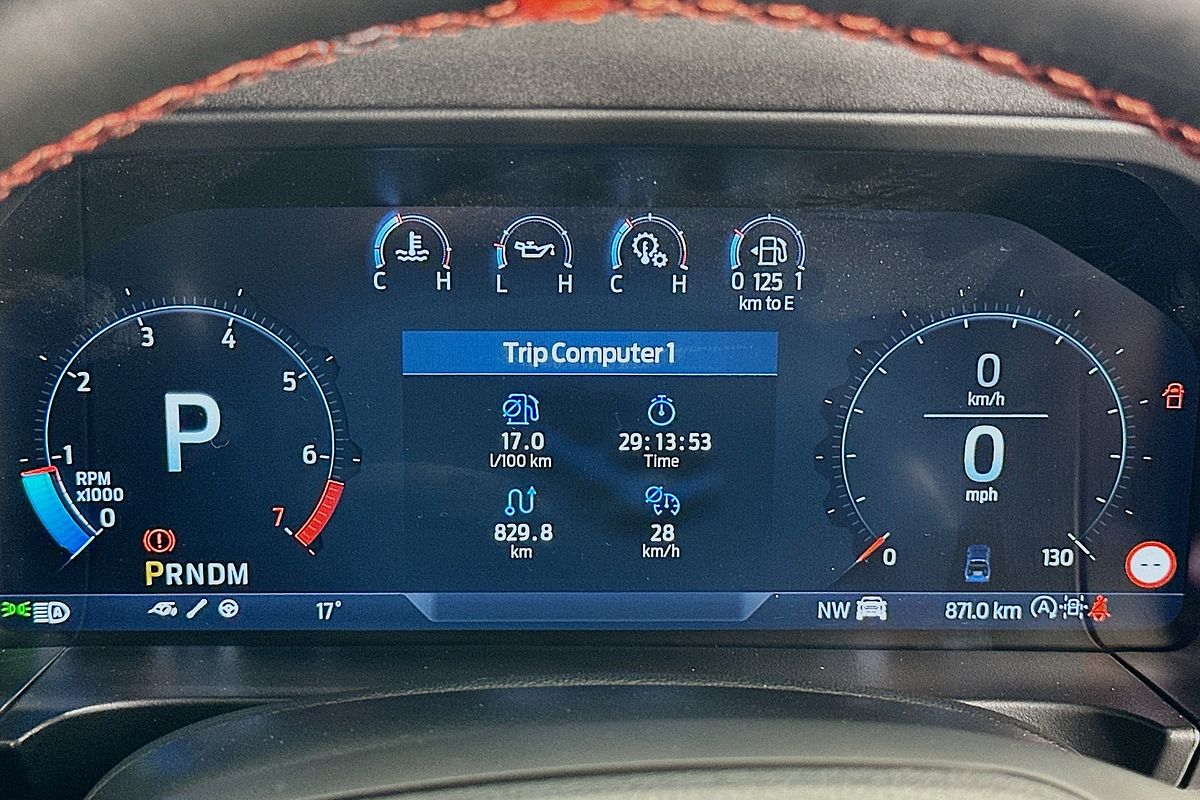 C H
L H
C H
0 125 1
km to E
Trip Computer 1
17.0
l/100 km
29:13:53
Time
829.8
km
28
km/h
0
1
2
3
4
5
6
7
RPM
x1000
P
PRNDM
0
km/h
0
mph
0
130
--
A
17°
NW
871.0 km
A